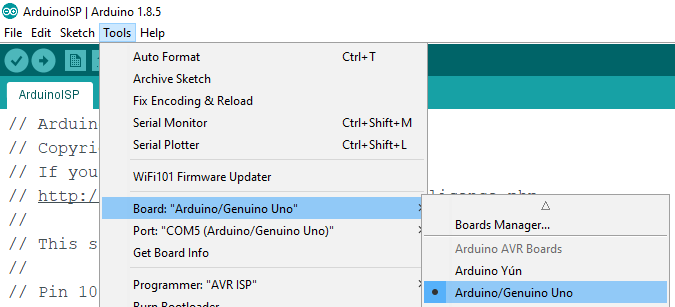 ArduinoISP | Arduino 1.8.5
File Edit Sketch Tools Help
ArduinoISP
Auto Format Ctrl+T
Archive Sketch
Fix Encoding & Reload
Serial Monitor Ctrl+Shift+M
Serial Plotter Ctrl+Shift+L
WiFi101 Firmware Updater
Board: "Arduino/Genuino Uno"
Port: "COM5 (Arduino/Genuino Uno)"
Get Board Info
Programmer: "AVR ISP"
Burn Bootloader
// Arduin
// Copyri
// If you
// http:/
//
// This s
//
// Pin 10
Boards Manager...
Arduino AVR Boards
Arduino Yún
Arduino/Genuino Uno